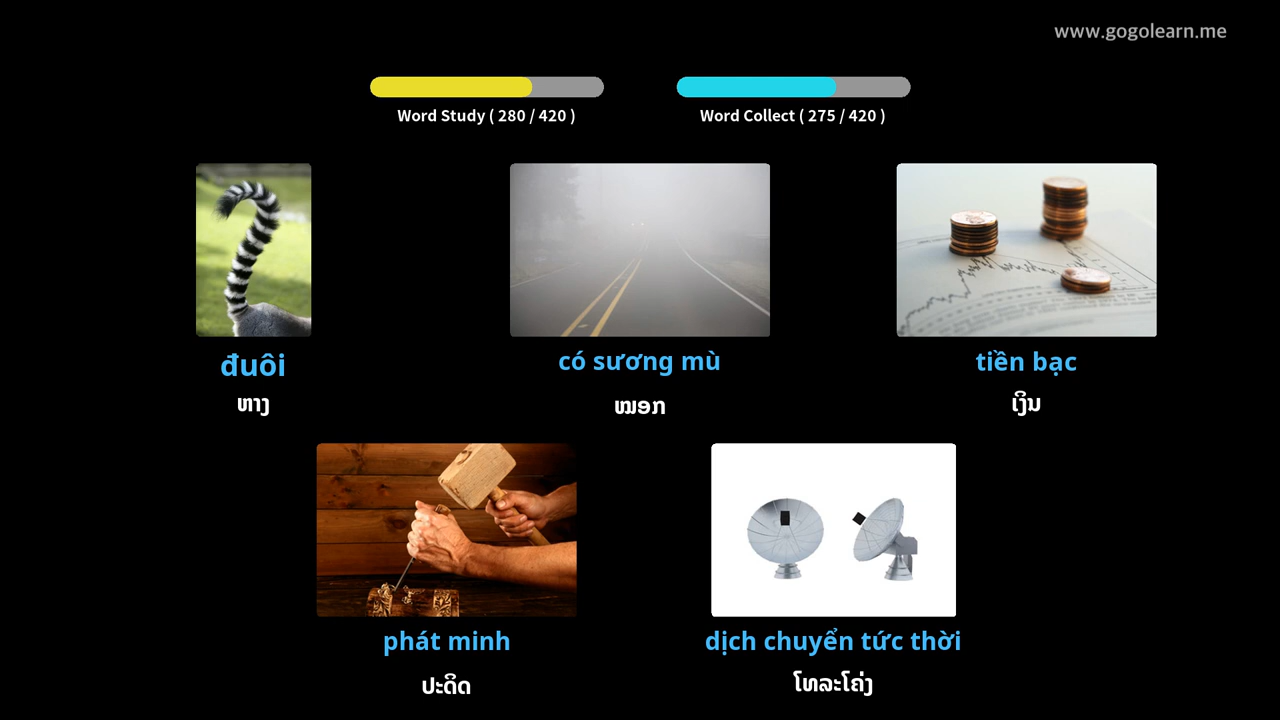 www.gogolearn.me
Word Study ( 280 / 420 )
Word Collect ( 275 / 420 )
đuôi
ຫາງ
có sương mù
ໝອກ
tiền bạc
ເງິນ
phát minh
ປະດິດ
dịch chuyển tức thời
ໂທລະໂຄ່ງ